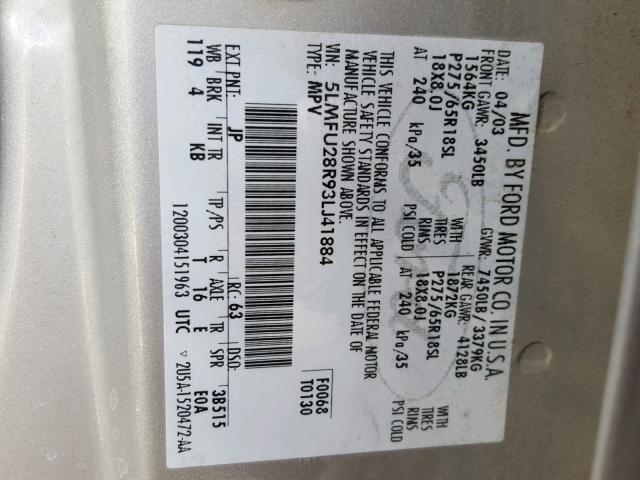 MFD. BY FORD MOTOR CO. IN U.S.A.
DATE: 04/03 GVWR: 7450LB/ 3379KG
FRONT GAWR: 3450LB REAR GAWR: 4128LB
1564KG WITH 1872KG WITH
P275/65R18SL TIRES P275/65R18SL TIRES
18X8.0J RIMS 18X8.0J RIMS
AT 240 kPa/35 PSI COLD AT 240 kPa/35 PSI COLD
THIS VEHICLE CONFORMS TO ALL APPLICABLE FEDERAL MOTOR
VEHICLE SAFETY STANDARDS IN EFFECT ON THE DATE OF
MANUFACTURE SHOWN ABOVE.
VIN: 5LMFU28R93LJ41884
TYPE: MPV
F0068
T0130
EXT PNT: JP RC: 63 DSO:
WB BRK INT TR TP/PS R AXLE TR SPR
119 4 KB T 16 E EOA
3B515
1200304151963 UTC
▽ 2U5A-1520472-AA